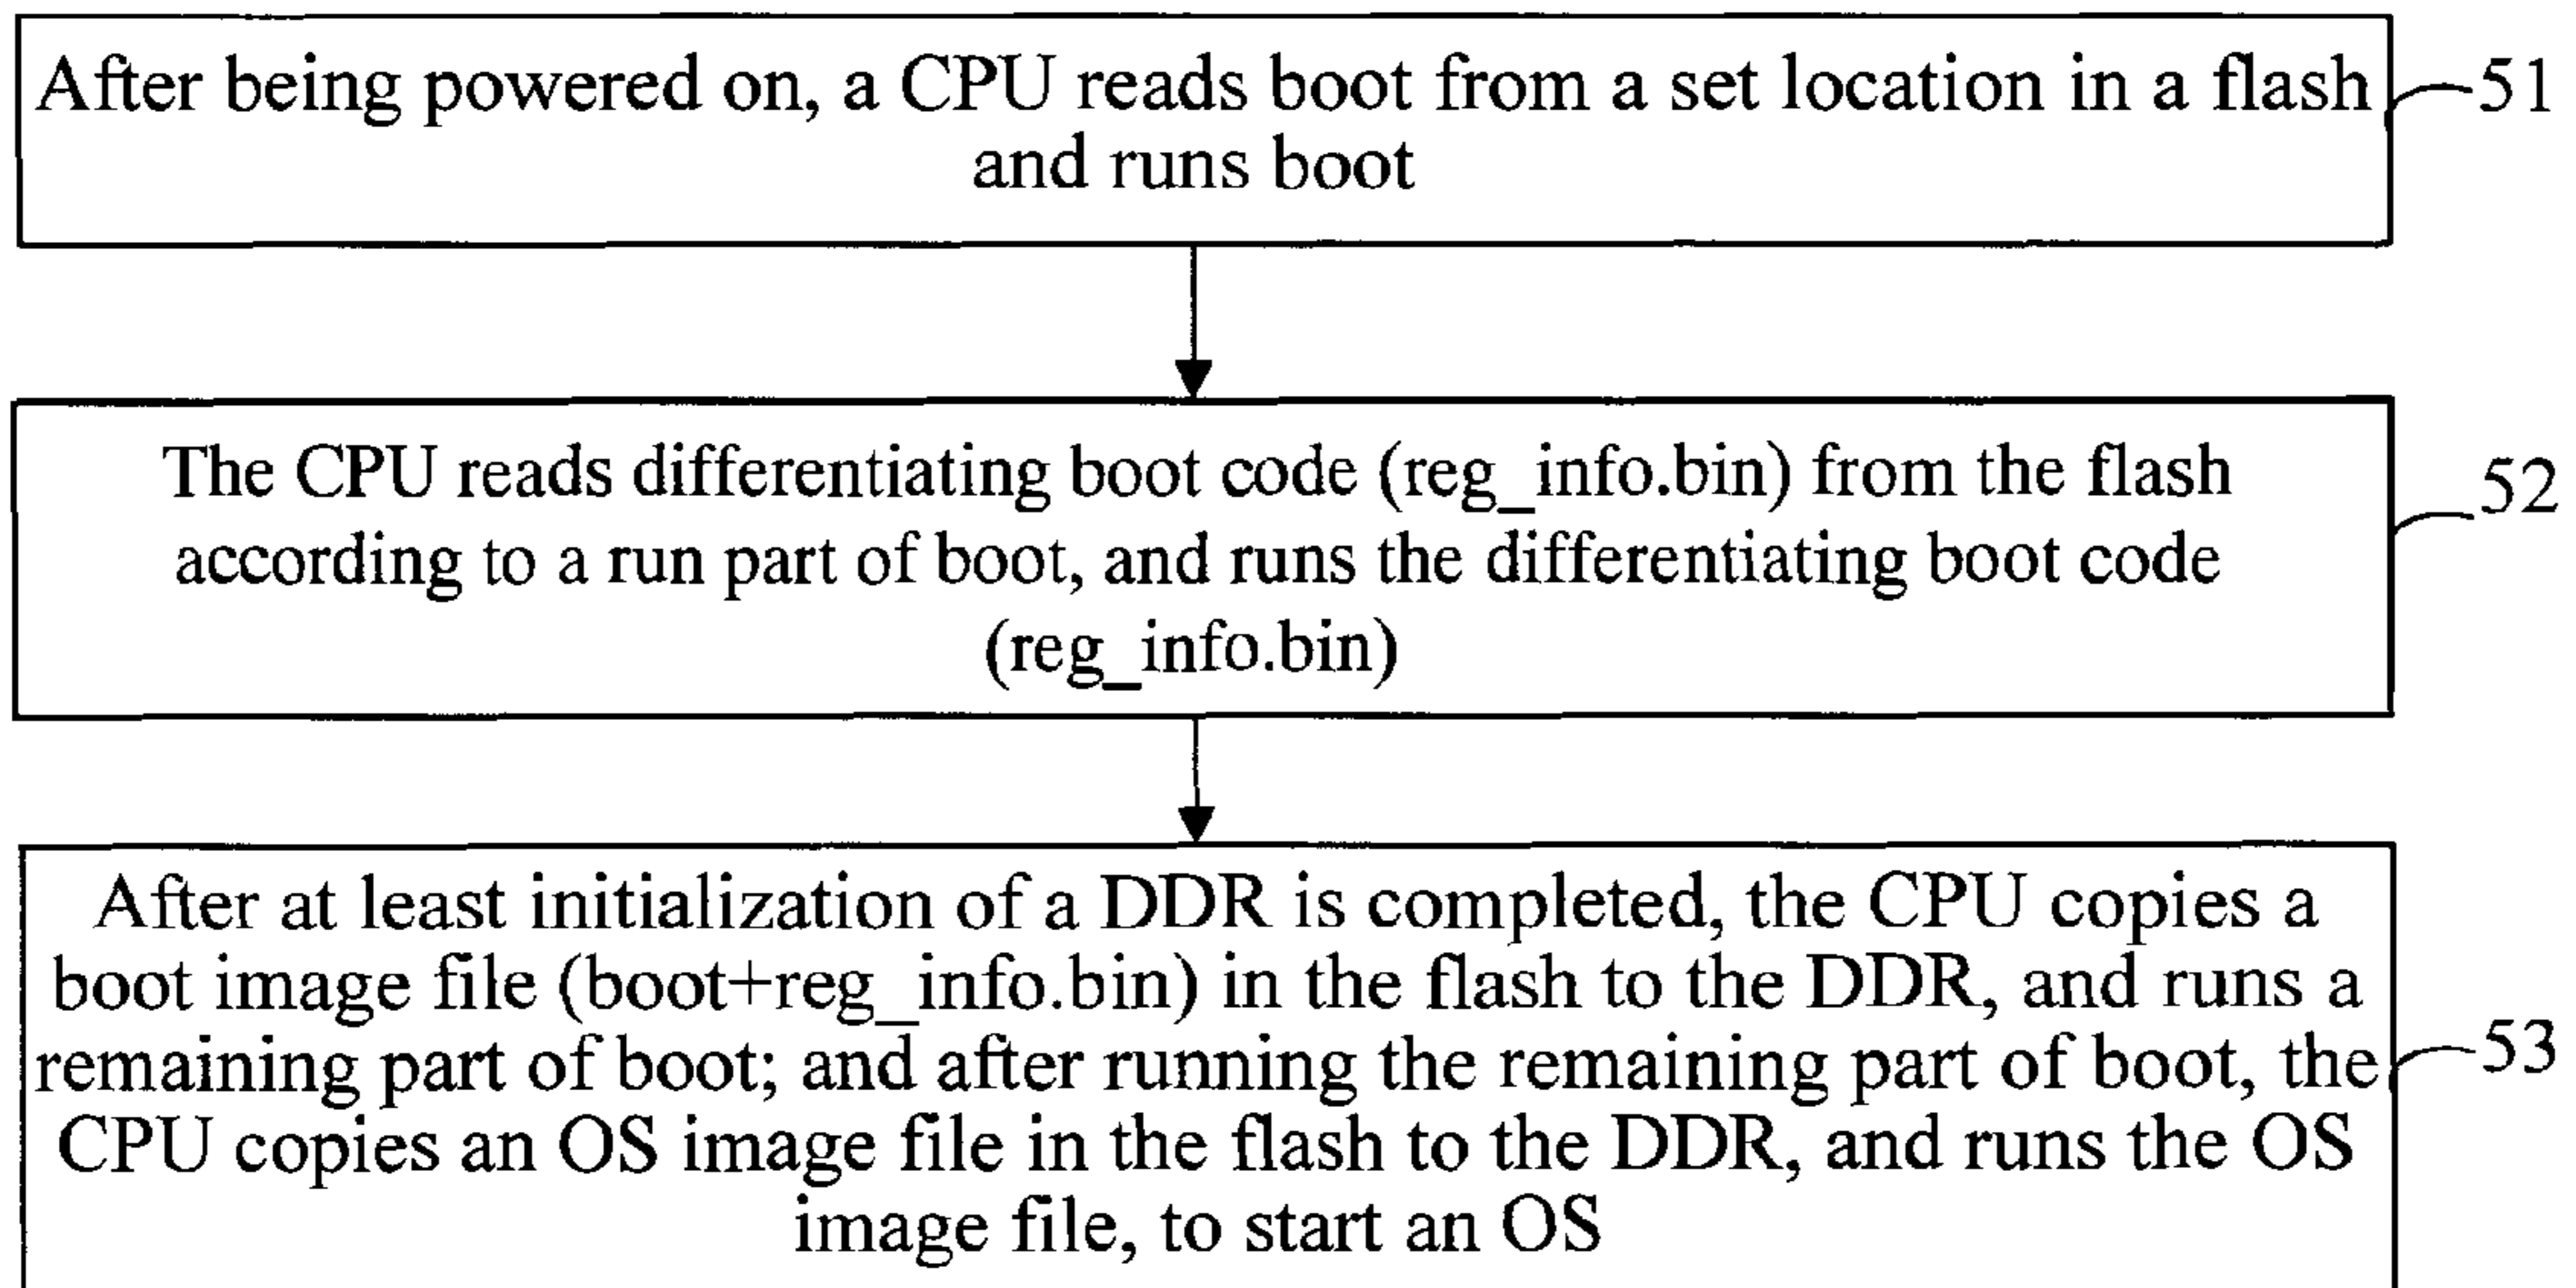 After being powered on, a CPU reads boot from a set location in a flash
and runs boot
51
The CPU reads differentiating boot code (reg_info.bin) from the flash
according to a run part of boot, and runs the differentiating boot code
(reg_info.bin)
52
After at least initialization of a DDR is completed, the CPU copies a
boot image file (boot+reg_info.bin) in the flash to the DDR, and runs a
remaining part of boot; and after running the remaining part of boot, the
CPU copies an OS image file in the flash to the DDR, and runs the OS
image file, to start an OS
53